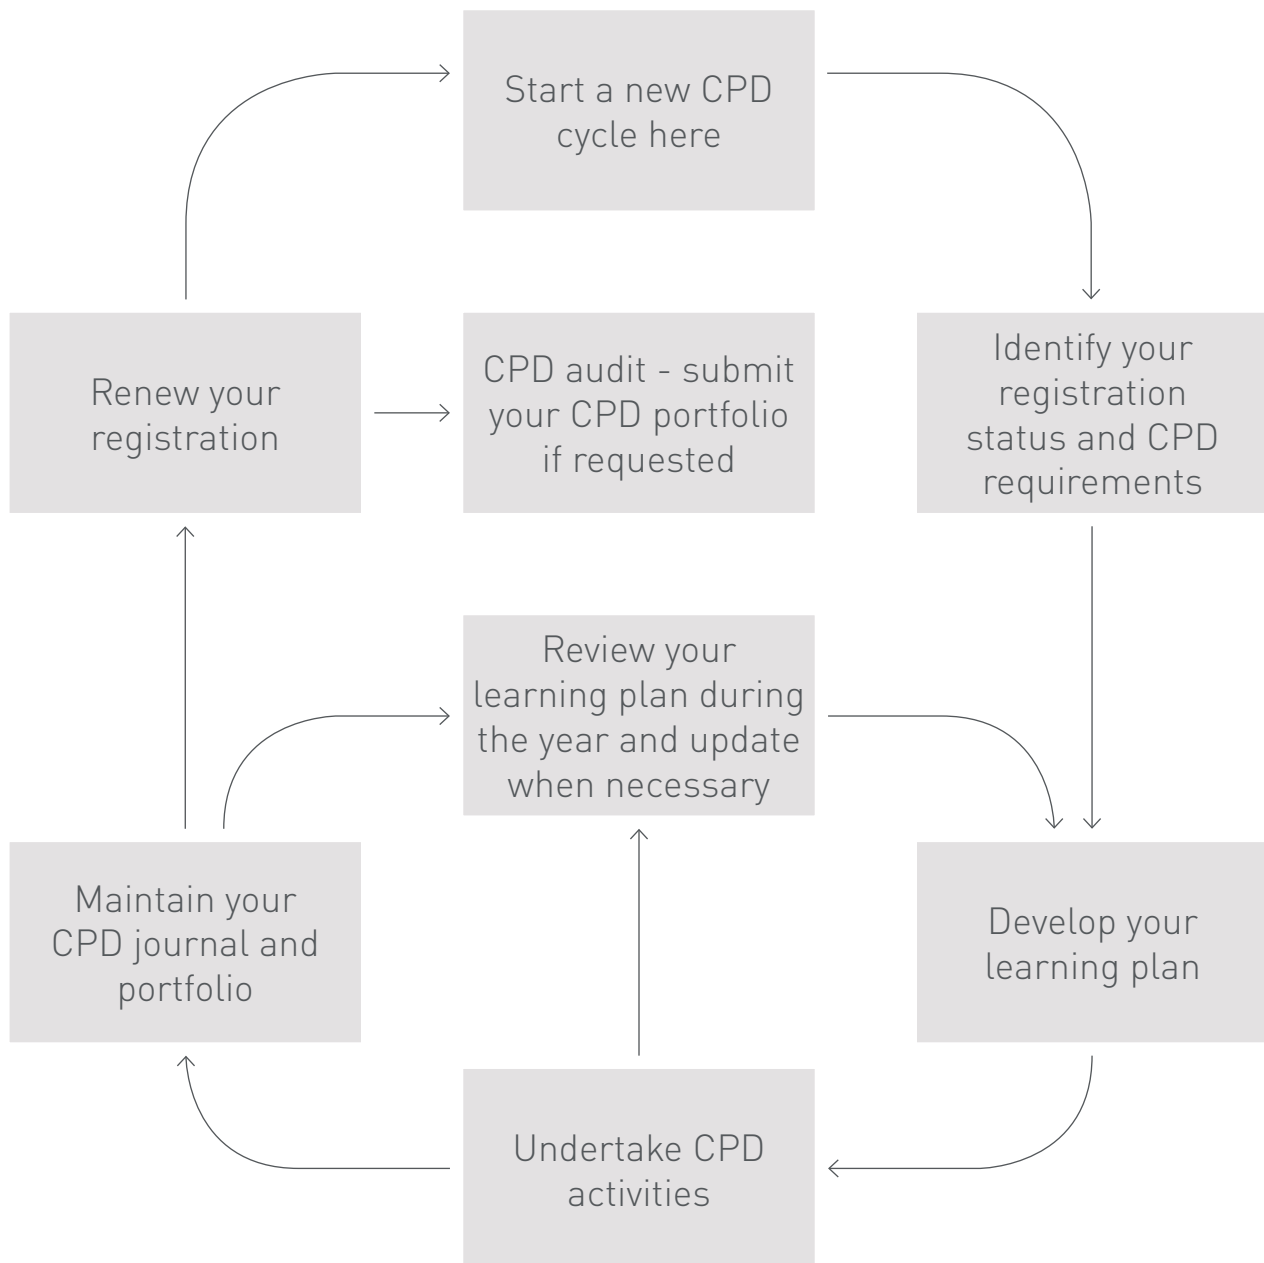 Start a new CPD
cycle here
Renew your
registration
CPD audit - submit
your CPD portfolio
if requested
Identify your
registration
status and CPD
requirements
Review your
learning plan during
the year and update
when necessary
Maintain your
CPD journal and
portfolio
Develop your
learning plan
Undertake CPD
activities